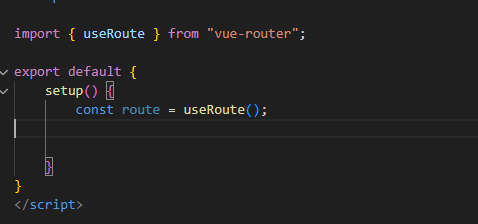 import { useRoute } from "vue-router";
export default {
setup() {
const route = useRoute();
}
}
</script>